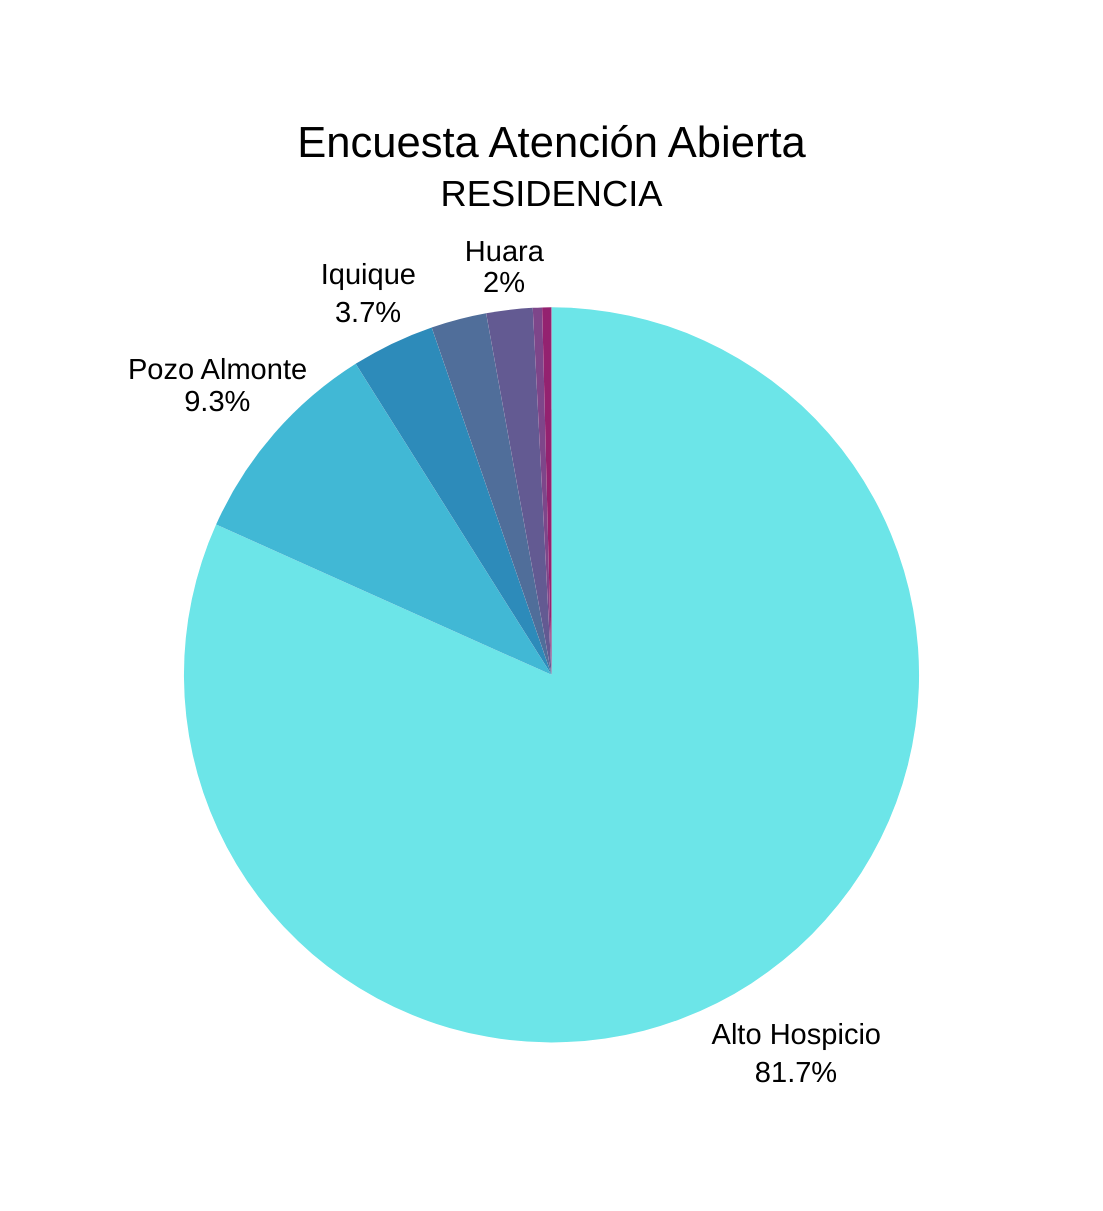 Encuesta Atención Abierta
RESIDENCIA
Huara
2%
Iquique
3.7%
Pozo Almonte
9.3%
Alto Hospicio
81.7%